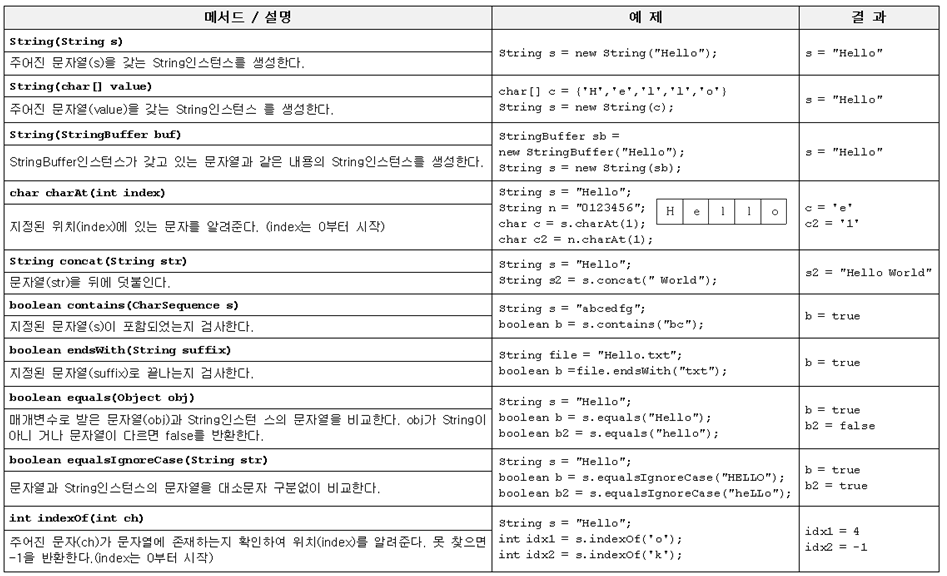 메서드 / 설명
예 제
결 과
String(String s)
주어진 문자열(s)을 갖는 String인스턴스를 생성한다.
String s = new String("Hello");
s = "Hello"
String(char[] value)
주어진 문자열(value)을 갖는 String인스턴스 를 생성한다.
char[] c = {'H','e','l','l','o'}
String s = new String(c);
s = "Hello"
String(StringBuffer buf)
StringBuffer인스턴스가 갖고 있는 문자열과 같은 내용의 String인스턴스를 생성한다.
StringBuffer sb =
new StringBuffer("Hello");
String s = new String(sb);
s = "Hello"
char charAt(int index)
지정된 위치(index)에 있는 문자를 알려준다. (index는 0부터 시작)
String s = "Hello";
String n = "0123456";
char c = s.charAt(1);
char c2 = n.charAt(1);
H e l l o
c = 'e'
c2 = '1'
String concat(String str)
문자열(str)을 뒤에 덧붙인다.
String s = "Hello";
String s2 = s.concat(" World");
s2 = "Hello World"
boolean contains(CharSequence s)
지정된 문자열(s)이 포함되었는지 검사한다.
String s = "abcedfg";
boolean b = s.contains("bc");
b = true
boolean endsWith(String suffix)
지정된 문자열(suffix)로 끝나는지 검사한다.
String file = "Hello.txt";
boolean b =file.endsWith("txt");
b = true
boolean equals(Object obj)
매개변수로 받은 문자열(obj)과 String인스턴 스의 문자열을 비교한다. obj가 String이
아니 거나 문자열이 다르면 false를 반환한다.
String s = "Hello";
boolean b = s.equals("Hello");
boolean b2 = s.equals("hello");
b = true
b2 = false
boolean equalsIgnoreCase(String str)
문자열과 String인스턴스의 문자열을 대소문자 구분없이 비교한다.
String s = "Hello";
boolean b = s.equalsIgnoreCase("HELLO");
boolean b2 = s.equalsIgnoreCase("heLLo");
b = true
b2 = true
int indexOf(int ch)
주어진 문자(ch)가 문자열에 존재하는지 확인하여 위치(index)를 알려준다. 못 찾으면
-1을 반환한다.(index는 0부터 시작)
String s = "Hello";
int idx1 = s.indexOf('o');
int idx2 = s.indexOf('k');
idx1 = 4
idx2 = -1